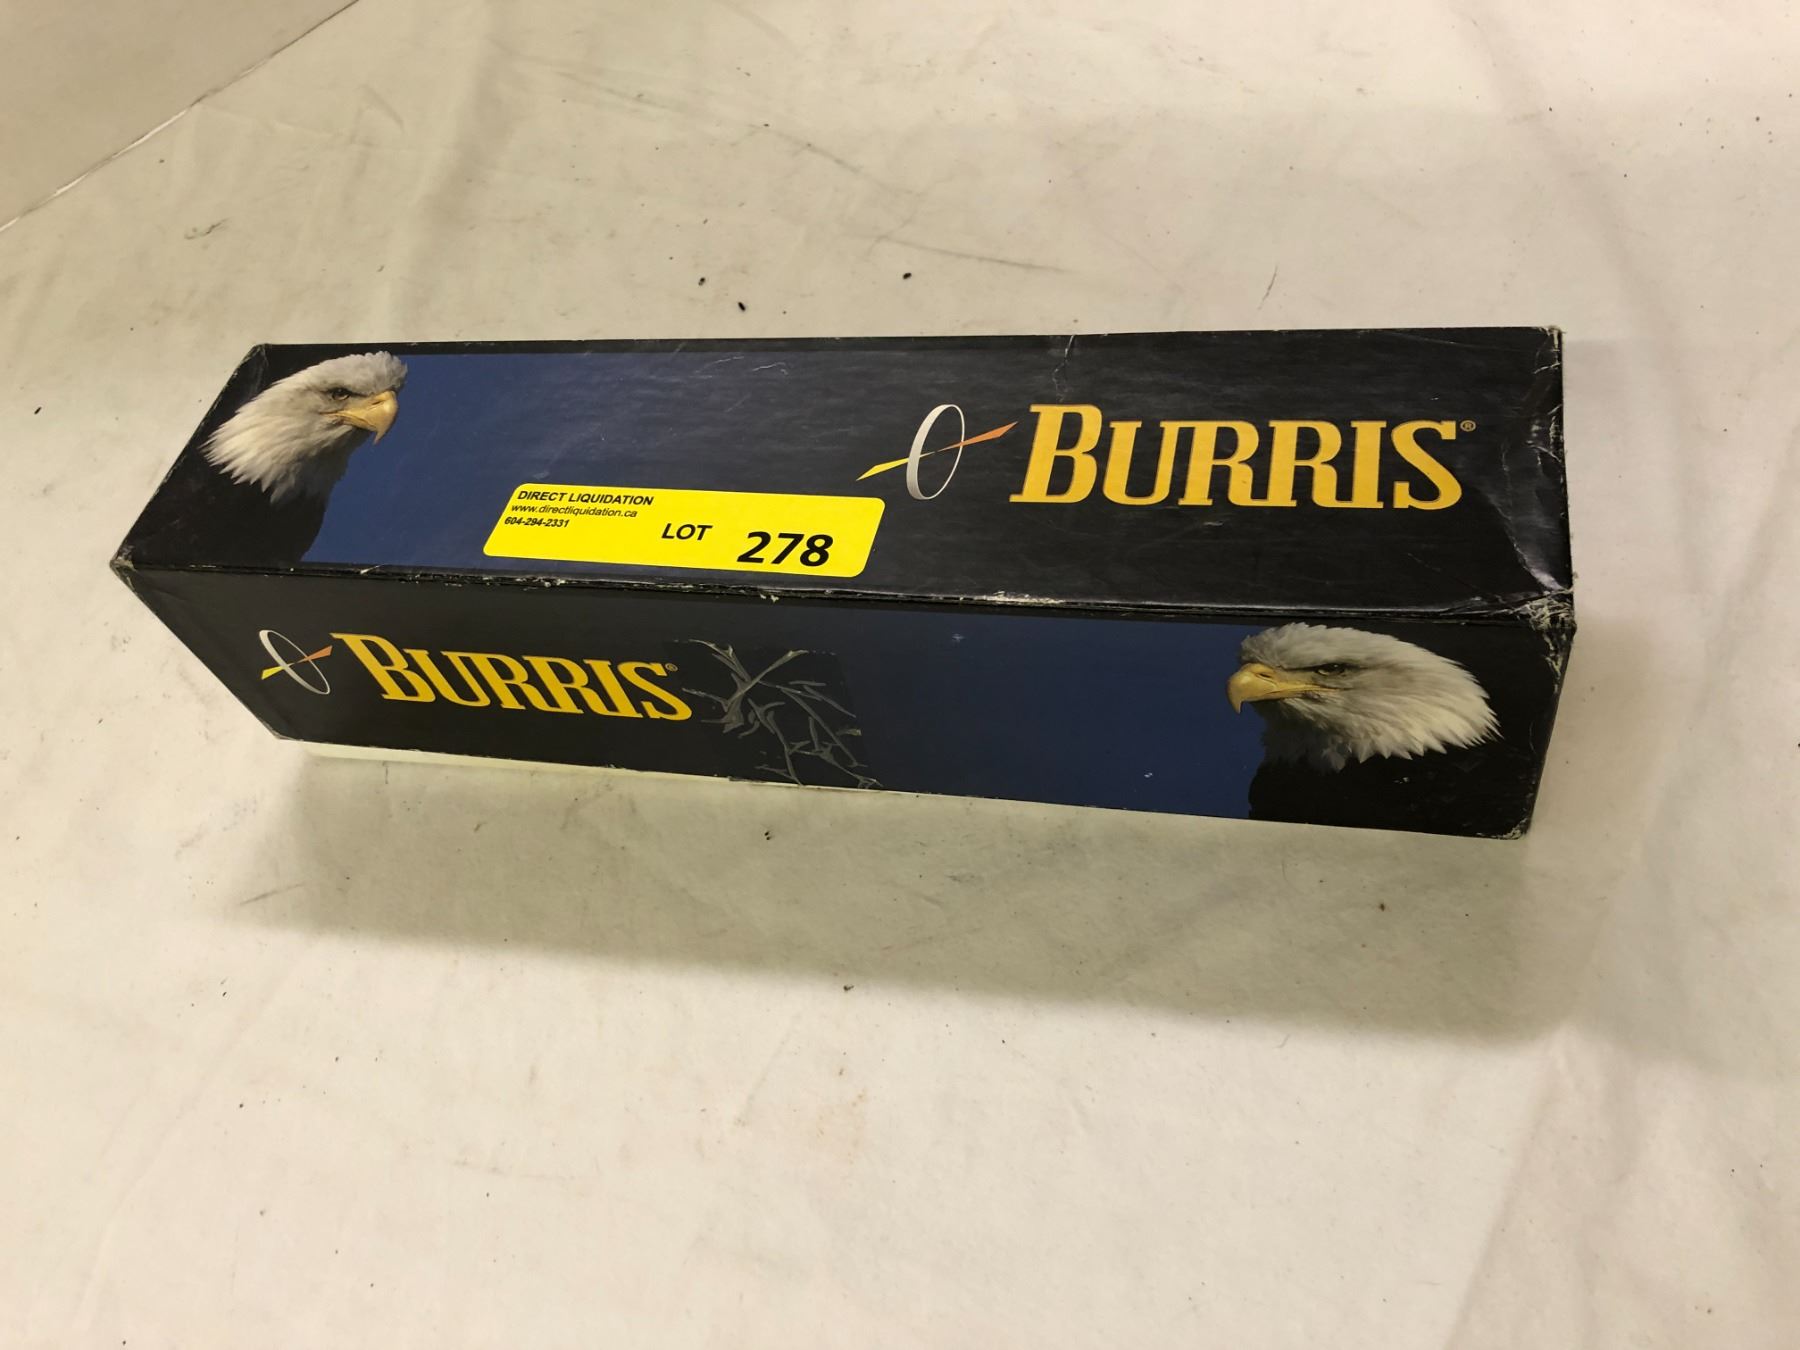 BURRIS®
DIRECT LIQUIDATION
www.directliquidation.ca
604-294-2331
LOT 278
BURRIS®